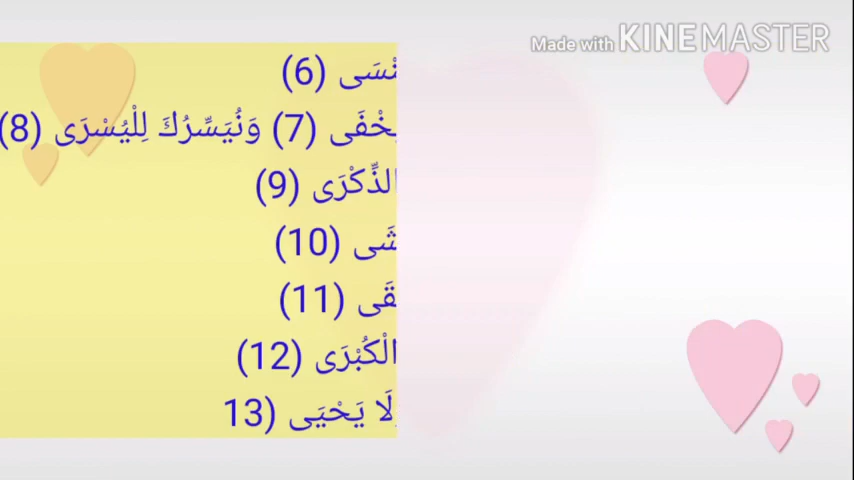 Made with KINEMASTER
نْسَى (6)
يَخْفَى (7) وَنُيَسِّرُكَ لِلْيُسْرَى (8)
الذِّكْرَى (9)
شَى (10)
قَى (11)
الْكُبْرَى (12)
لَا يَحْيَى (13